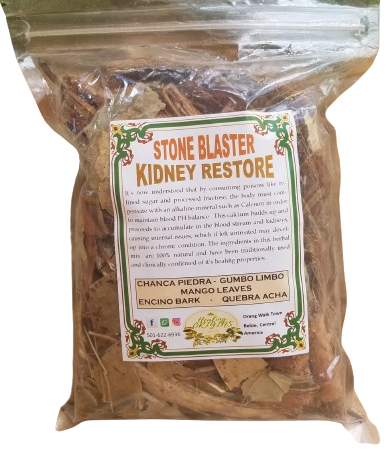 STONE BLASTER
KIDNEY RESTORE
It's now understood that by consuming poisons like re-
fined sugar and processed fructose, the body must com-
pensate with an alkaline mineral such as Calcium in order
to maintain blood PH balance. This calcium builds up and
proceeds to accumulate in the blood stream and kidneys,
causing internal issues, which if left untreated may devel-
op into a chronic condition. The ingredients in this herbal
mix are 100% natural and have been traditionally used
and clinically confirmed of it's healing properties.
CHANCA PIEDRA - GUMBO LIMBO
MANGO LEAVES
ENCINO BARK - QUEBRA ACHA
Orang Walk Town
Belize, Central
America